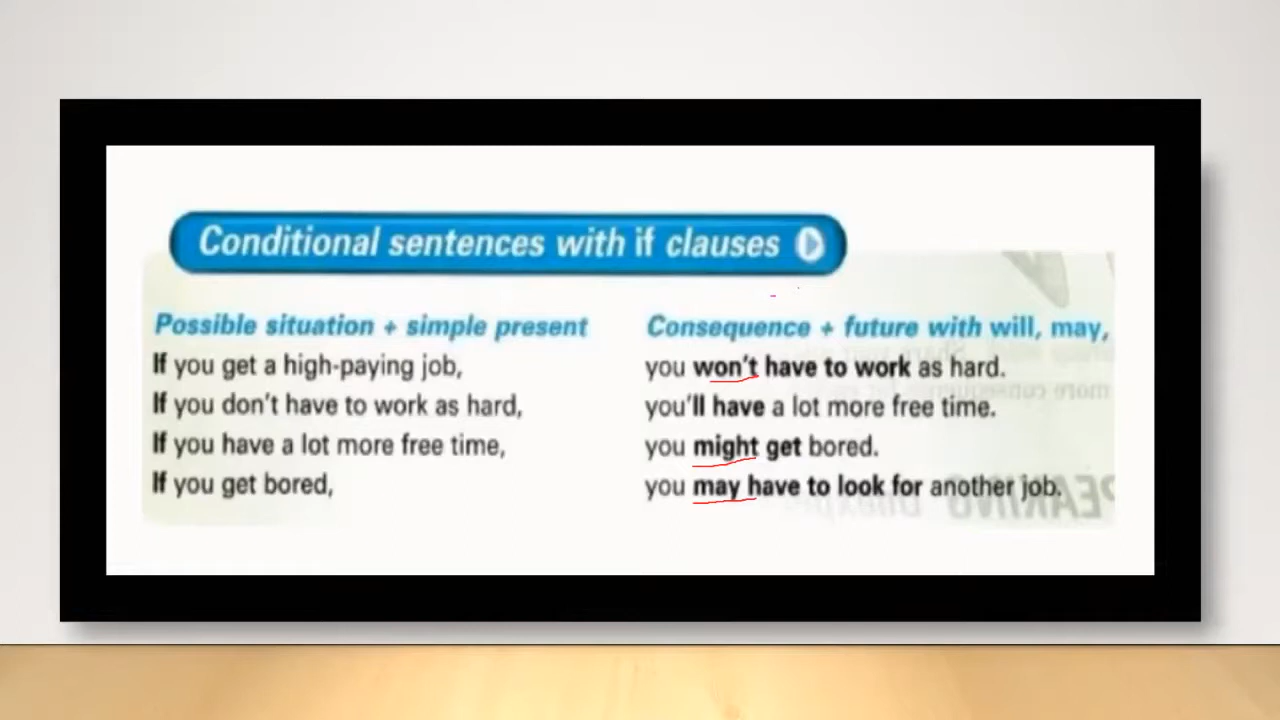 Conditional sentences with if clauses
Possible situation + simple present
If you get a high-paying job,
If you don't have to work as hard,
If you have a lot more free time,
If you get bored,
Consequence + future with will, may,
you won't have to work as hard.
you'll have a lot more free time.
you might get bored.
you may have to look for another job.